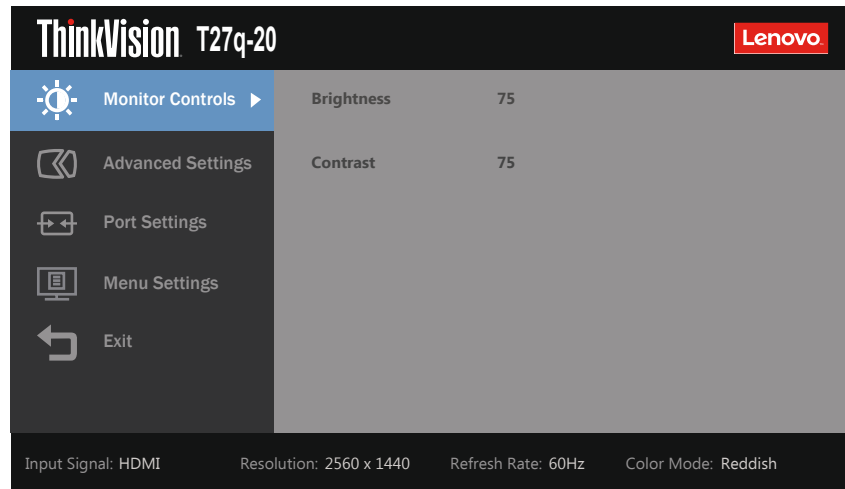 ThinkVision T27q-20
Lenovo.
Monitor Controls
Brightness 75
Advanced Settings
Contrast 75
Port Settings
Menu Settings
Exit
Input Signal: HDMI Resolution: 2560 x 1440 Refresh Rate: 60Hz Color Mode: Reddish